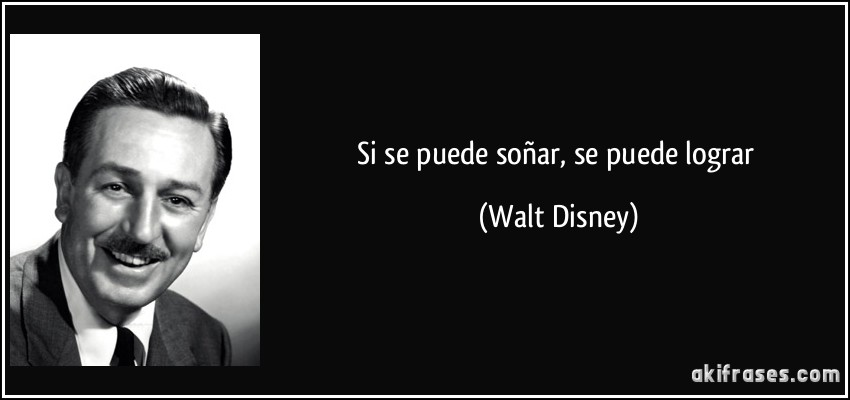 Si se puede soñar, se puede lograr
(Walt Disney)
akifrases.com